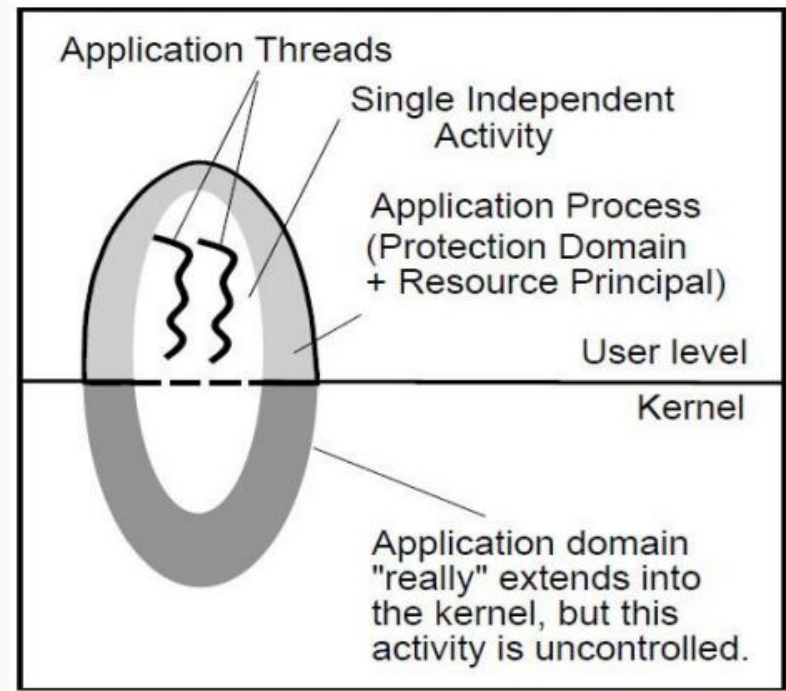 Application Threads
Single Independent
Activity
Application Process
(Protection Domain
+ Resource Principal)
User level
Kernel
Application domain
"really" extends into
the kernel, but this
activity is uncontrolled.